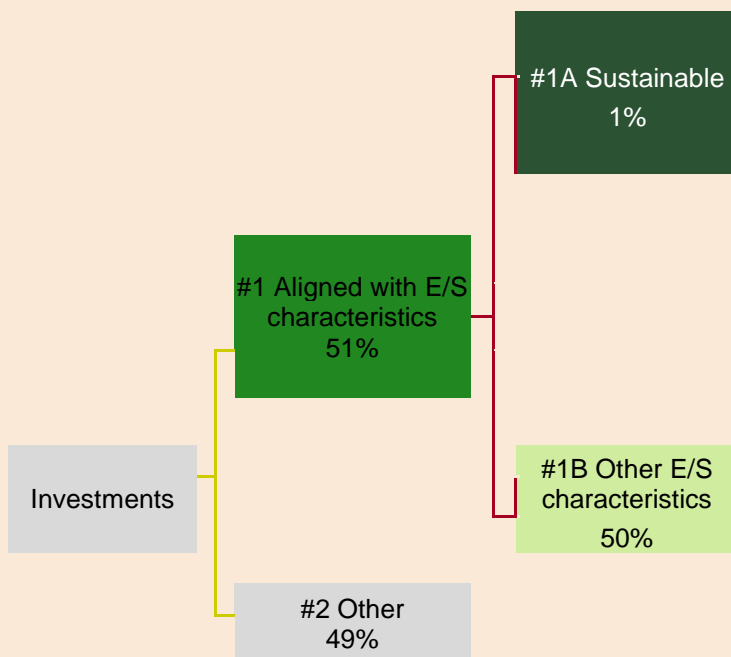 #1A Sustainable
1%
#1 Aligned with E/S
characteristics
51%
Investments
#1B Other E/S
characteristics
50%
#2 Other
49%